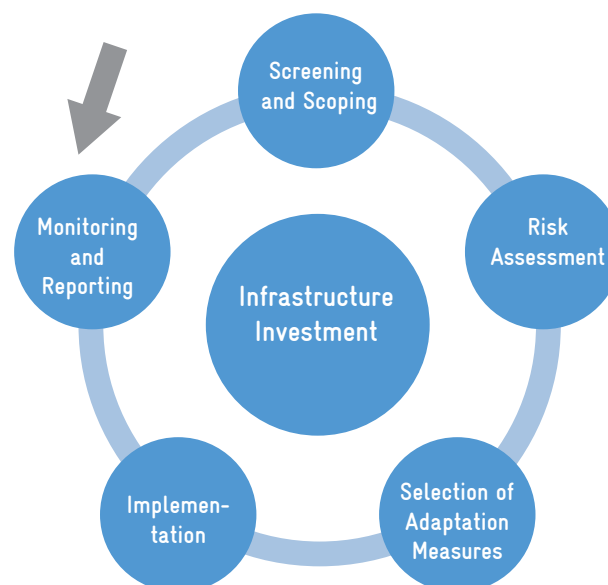 Screening
and Scoping
Risk
Assessment
Selection of
Adaptation
Measures
Implemen-
tation
Monitoring
and
Reporting
Infrastructure
Investment